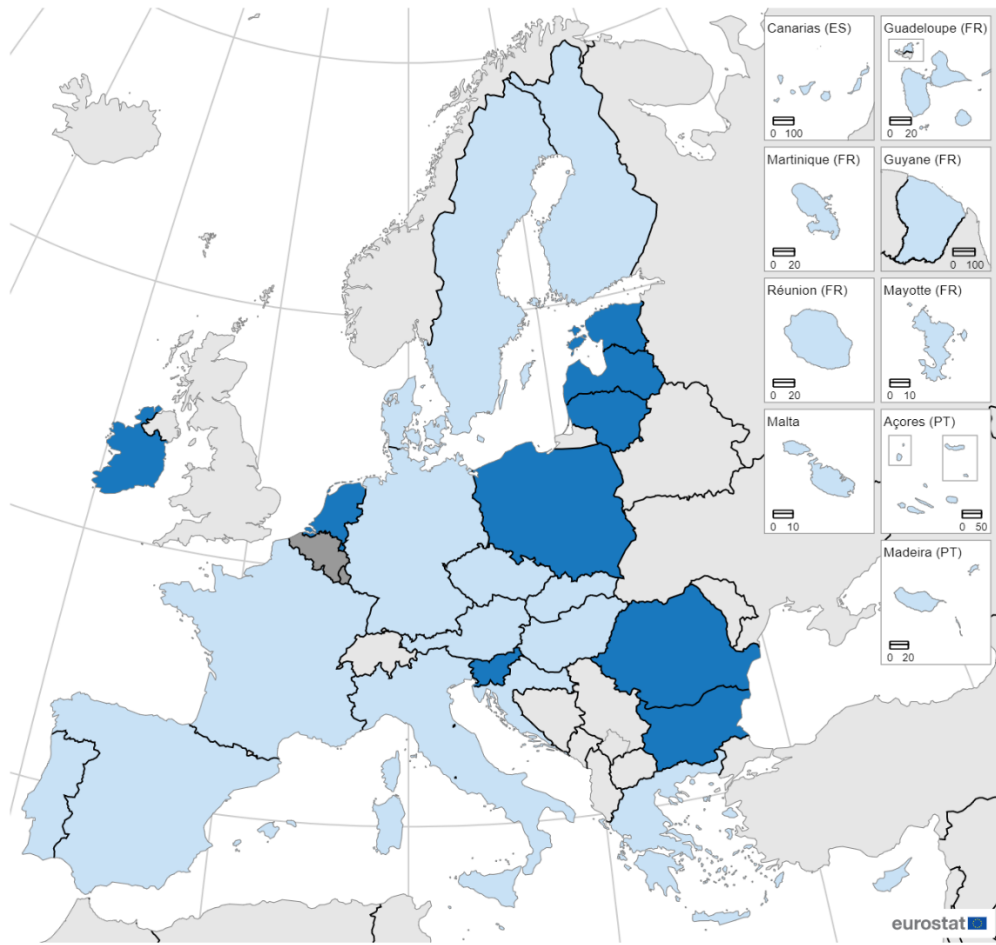 Canarias (ES)
0 100
Guadeloupe (FR)
0 20
Martinique (FR)
0 20
Guyane (FR)
0 100
Réunion (FR)
0 20
Mayotte (FR)
0 10
Malta
0 10
Açores (PT)
0 50
Madeira (PT)
0 20
eurostat